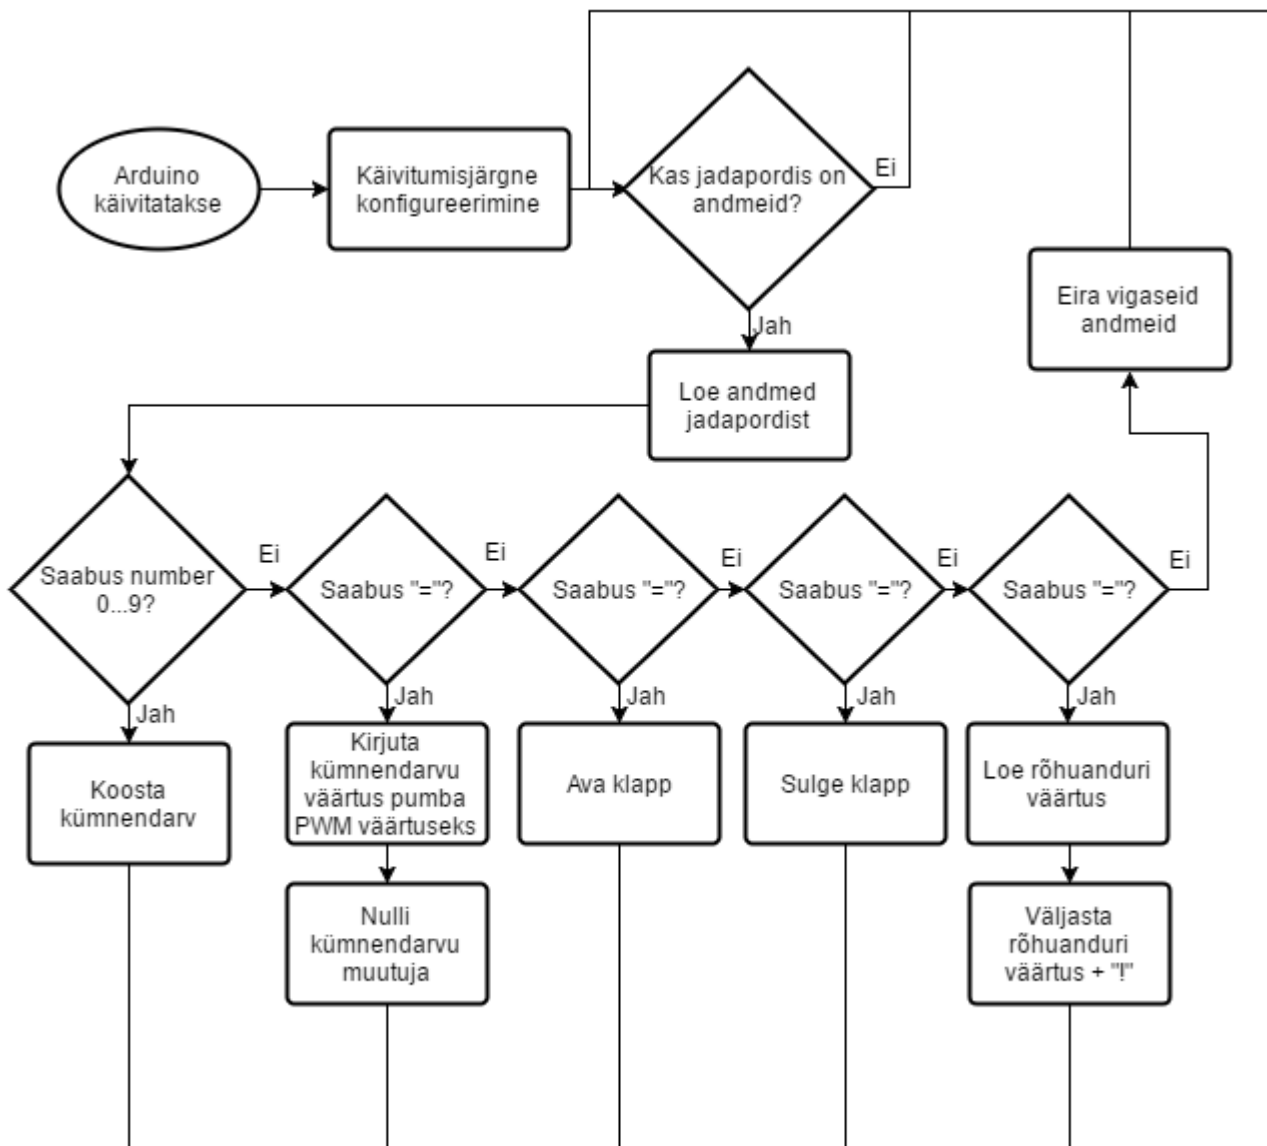 Arduino
käivitatakse
Käivitumisjärgne
konfigureerimine
Kas jadapordis on
andmeid?
Ei
Jah
Eira vigaseid
andmeid
Loe andmed
jadapordist
Saabus number
0...9?
Ei
Saabus "="?
Ei
Saabus "="?
Ei
Saabus "="?
Ei
Saabus "="?
Ei
Jah
Jah
Jah
Jah
Jah
Koosta
kümnendarv
Kirjuta
kümnendarvu
väärtus pumba
PWM väärtuseks
Ava klapp
Sulge klapp
Loe rõhuanduri
väärtus
Nulli
kümnendarvu
muutuja
Väljasta
rõhuanduri
väärtus + "!"